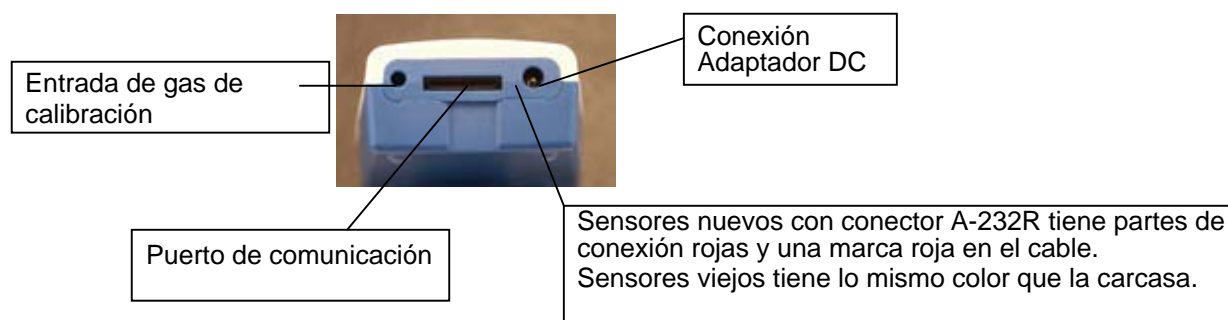 Conexión
Adaptador DC
Entrada de gas de
calibración
Puerto de comunicación
Sensores nuevos con conector A-232R tiene partes de
conexión rojas y una marca roja en el cable.
Sensores viejos tiene lo mismo color que la carcasa.